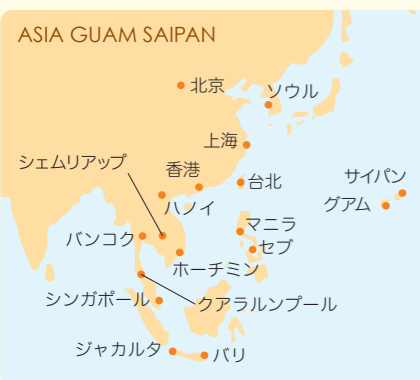 ASIA GUAM SAIPAN
北京
ソウル
上海
シェムリアップ
香港
台北
サイパン
ハノイ
グアム
マニラ
バンコク
セブ
ホーチミン
シンガポール
クアラルンプール
ジャカルタ
バリ